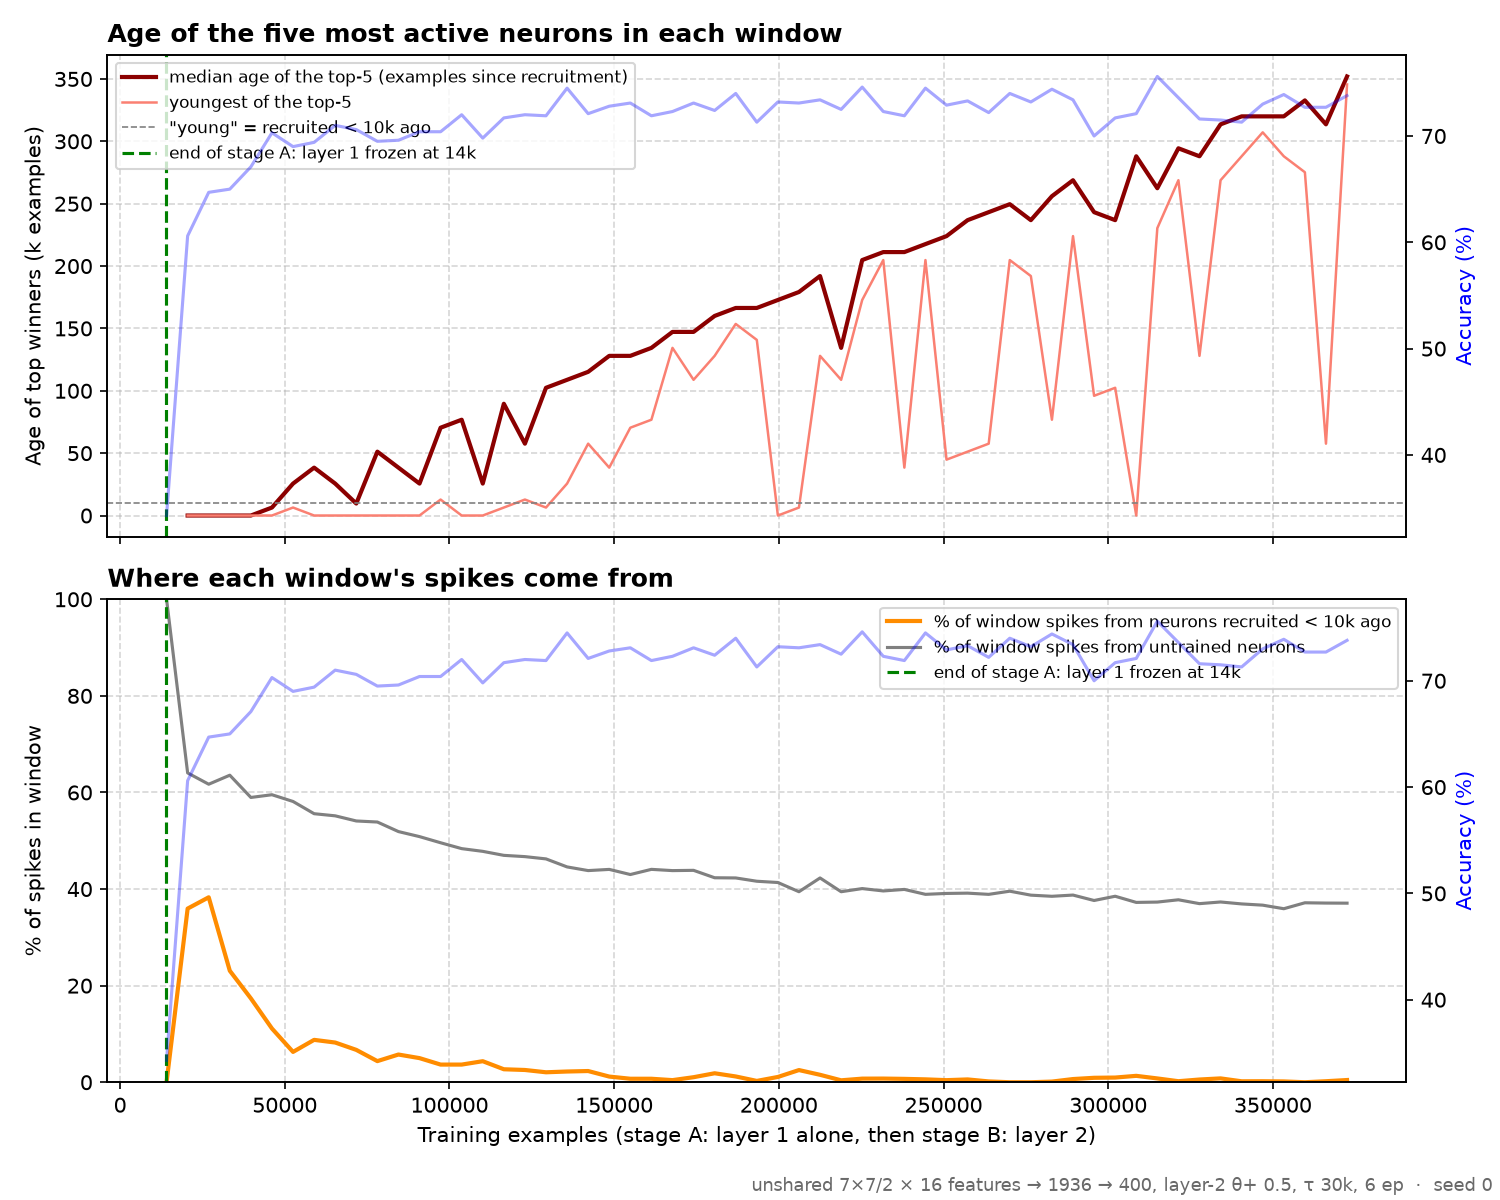 Age of the five most active neurons in each window
median age of the top-5 (examples since recruitment)
youngest of the top-5
"young" = recruited < 10k ago
end of stage A: layer 1 frozen at 14k
Age of top winners (k examples)
350
300
250
200
150
100
50
0
Accuracy (%)
70
60
50
40
Where each window's spikes come from
% of window spikes from neurons recruited < 10k ago
% of window spikes from untrained neurons
end of stage A: layer 1 frozen at 14k
% of spikes in window
100
80
60
40
20
0
Accuracy (%)
70
60
50
40
0 50000 100000 150000 200000 250000 300000 350000
Training examples (stage A: layer 1 alone, then stage B: layer 2)
unshared 7×7/2 × 16 features → 1936 → 400, layer-2 θ+ 0.5, τ 30k, 6 ep · seed 0